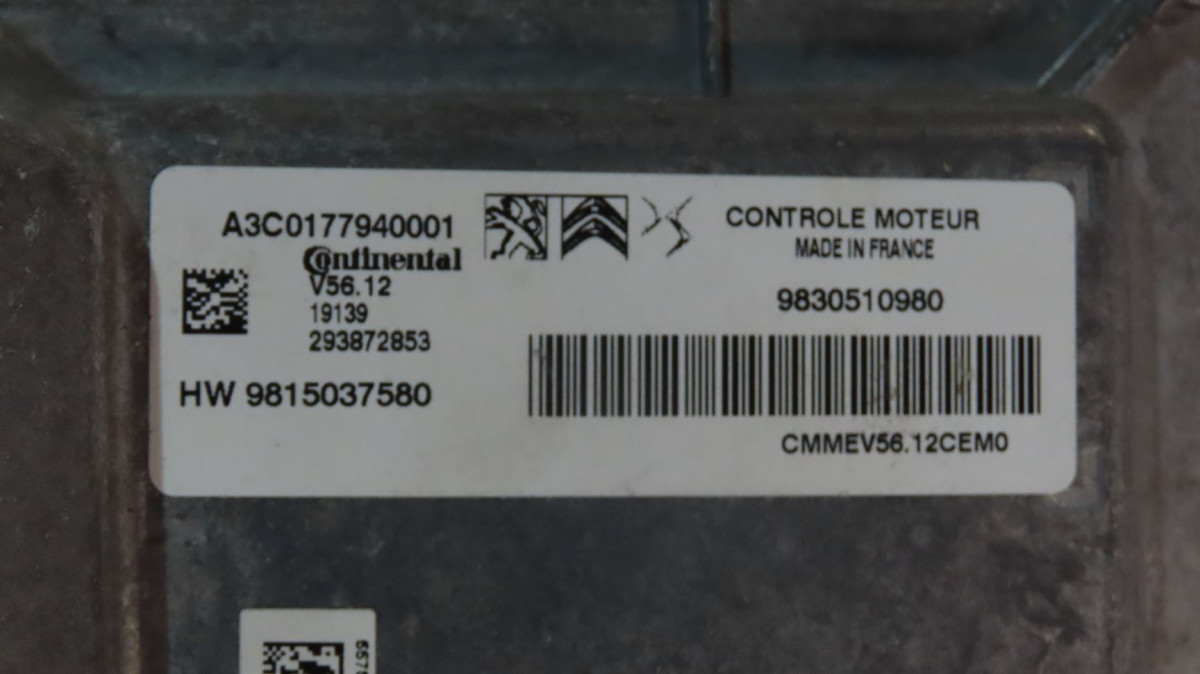 A3C0177940001
Continental
V56.12
19139
293872853
HW 9815037580
CONTROLE MOTEUR
MADE IN FRANCE
9830510980
CMMEV56.12CEM0